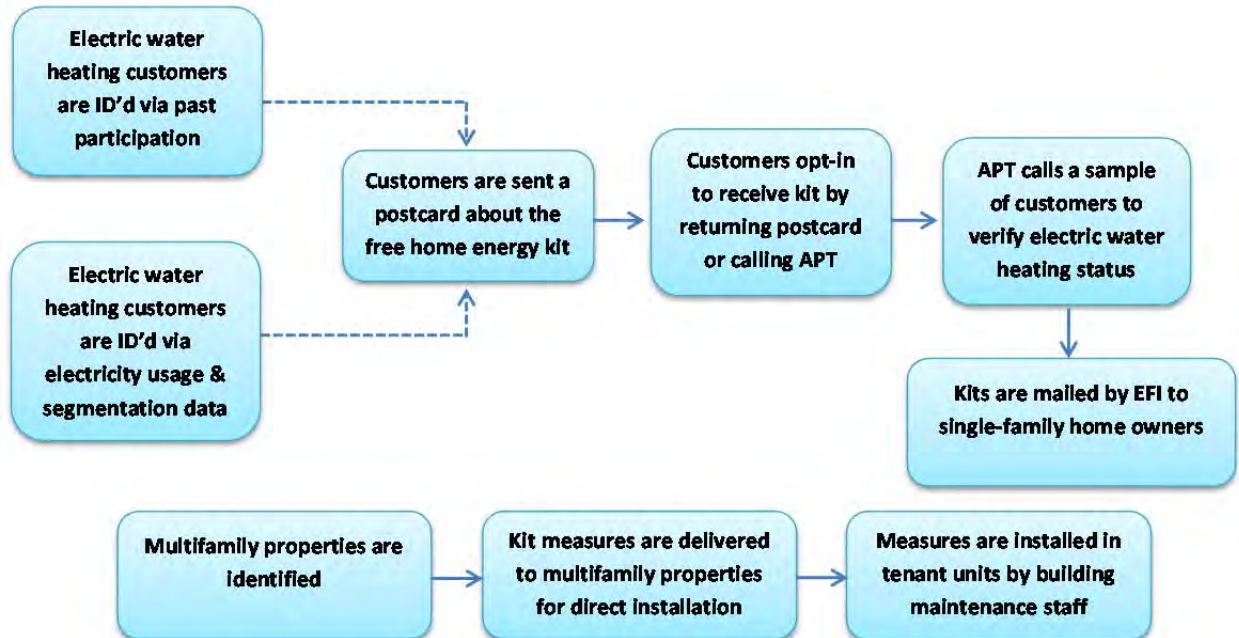 Electric water
heating customers
are ID'd via past
participation
Electric water
heating customers
are ID'd via
electricity usage &
segmentation data
Customers are sent a
postcard about the
free home energy kit
Customers opt-in
to receive kit by
returning postcard
or calling APT
APT calls a sample
of customers to
verify electric water
heating status
Kits are mailed by EFI to
single-family home owners
Multifamily properties are
identified
Kit measures are delivered
to multifamily properties
for direct installation
Measures are installed in
tenant units by building
maintenance staff